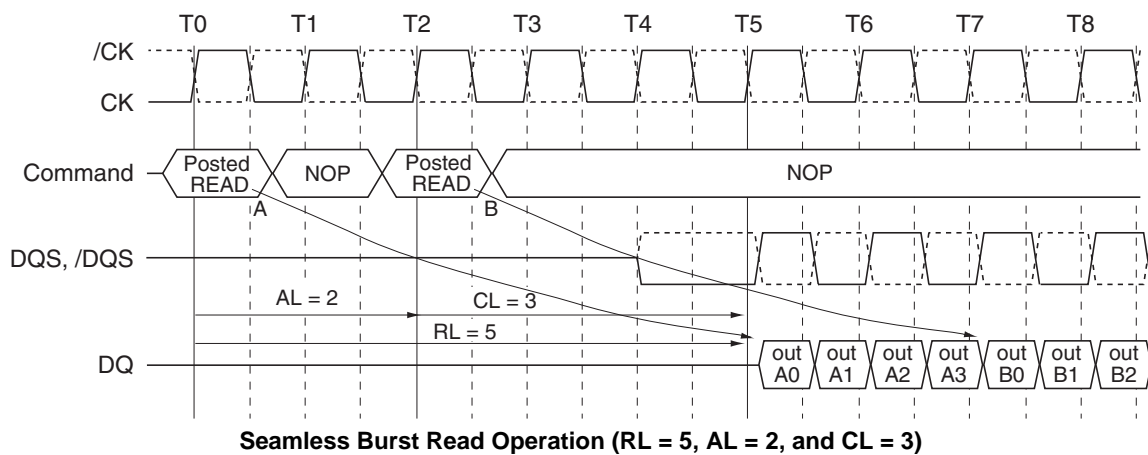 T0 T1 T2 T3 T4 T5 T6 T7 T8
/CK
CK
Command
Posted
READ
A
NOP
Posted
READ
B
NOP
DQS, /DQS
AL = 2
CL = 3
RL = 5
DQ
out
A0
out
A1
out
A2
out
A3
out
B0
out
B1
out
B2
Seamless Burst Read Operation (RL = 5, AL = 2, and CL = 3)